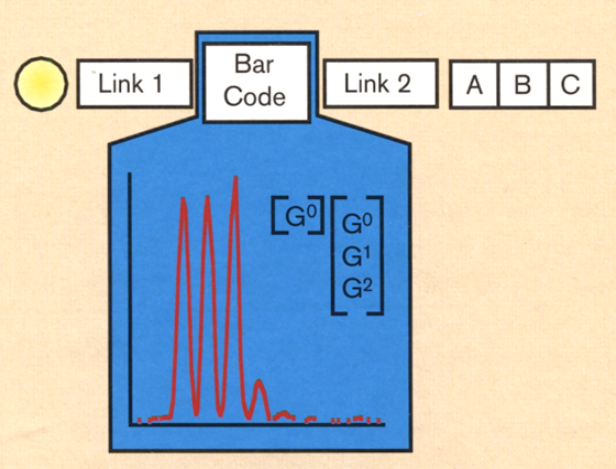 Link 1
Bar
Code
Link 2
A B C
[G⁰]
G⁰
G¹
G²